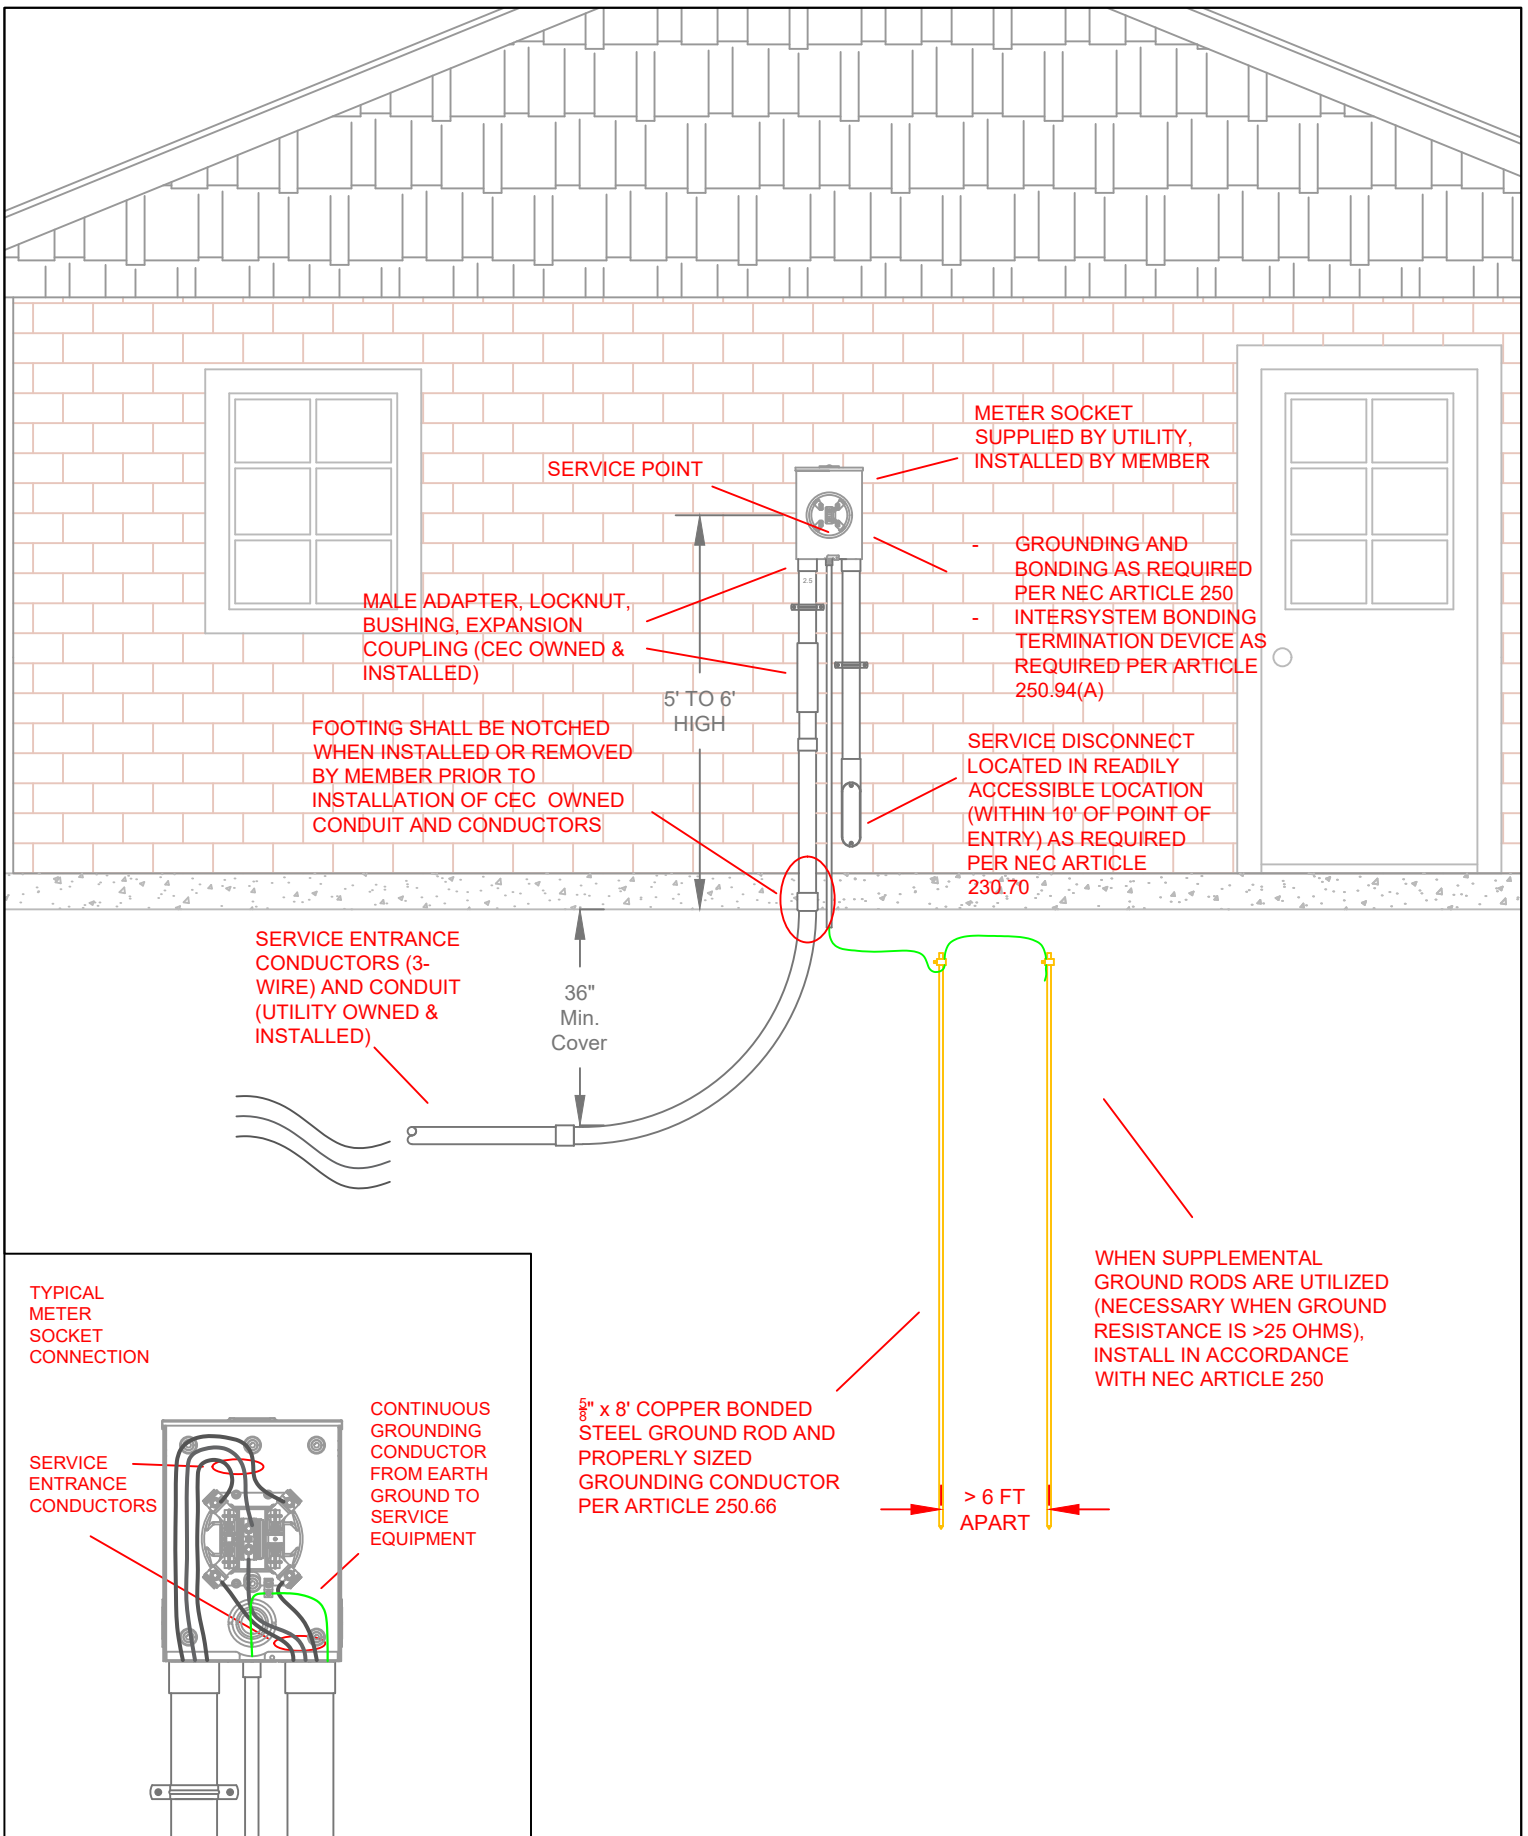 METER SOCKET
SUPPLIED BY UTILITY,
INSTALLED BY MEMBER
SERVICE POINT
- GROUNDING AND
BONDING AS REQUIRED
PER NEC ARTICLE 250
- INTERSYSTEM BONDING
TERMINATION DEVICE AS
REQUIRED PER ARTICLE
250.94(A)
2.5
MALE ADAPTER, LOCKNUT,
BUSHING, EXPANSION
COUPLING (CEC OWNED &
INSTALLED)
5' TO 6'
HIGH
FOOTING SHALL BE NOTCHED
WHEN INSTALLED OR REMOVED
BY MEMBER PRIOR TO
INSTALLATION OF CEC OWNED
CONDUIT AND CONDUCTORS
SERVICE DISCONNECT
LOCATED IN READILY
ACCESSIBLE LOCATION
(WITHIN 10' OF POINT OF
ENTRY) AS REQUIRED
PER NEC ARTICLE
230.70
SERVICE ENTRANCE
CONDUCTORS (3-
WIRE) AND CONDUIT
(UTILITY OWNED &
INSTALLED)
36"
Min.
Cover
WHEN SUPPLEMENTAL
GROUND RODS ARE UTILIZED
(NECESSARY WHEN GROUND
RESISTANCE IS >25 OHMS),
INSTALL IN ACCORDANCE
WITH NEC ARTICLE 250
5/8" x 8' COPPER BONDED
STEEL GROUND ROD AND
PROPERLY SIZED
GROUNDING CONDUCTOR
PER ARTICLE 250.66
> 6 FT
APART
TYPICAL
METER
SOCKET
CONNECTION
CONTINUOUS
GROUNDING
CONDUCTOR
FROM EARTH
GROUND TO
SERVICE
EQUIPMENT
SERVICE
ENTRANCE
CONDUCTORS